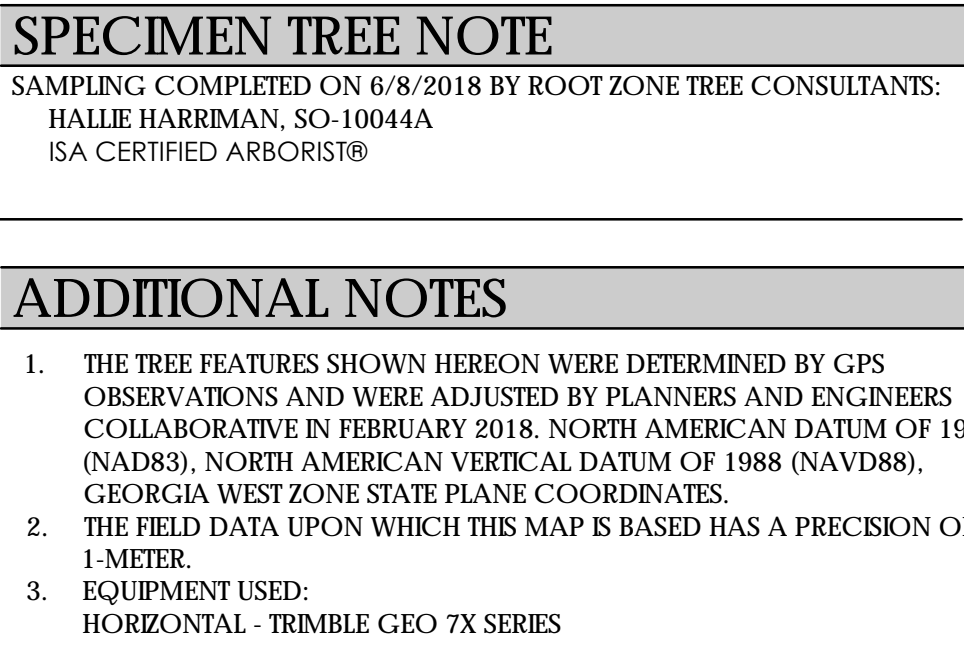 SPECIMEN TREE NOTE
SAMPLING COMPLETED ON 6/8/2018 BY ROOT ZONE TREE CONSULTANTS:
HALLIE HARRIMAN, SO-10044A
ISA CERTIFIED ARBORIST®
ADDITIONAL NOTES
1. THE TREE FEATURES SHOWN HEREON WERE DETERMINED BY GPS
OBSERVATIONS AND WERE ADJUSTED BY PLANNERS AND ENGINEERS
COLLABORATIVE IN FEBRUARY 2018. NORTH AMERICAN DATUM OF
(NAD83), NORTH AMERICAN VERTICAL DATUM OF 1988 (NAVD88),
GEORGIA WEST ZONE STATE PLANE COORDINATES.
2. THE FIELD DATA UPON WHICH THIS MAP IS BASED HAS A PRECISION
1-METER.
3. EQUIPMENT USED:
HORIZONTAL - TRIMBLE GEO 7X SERIES